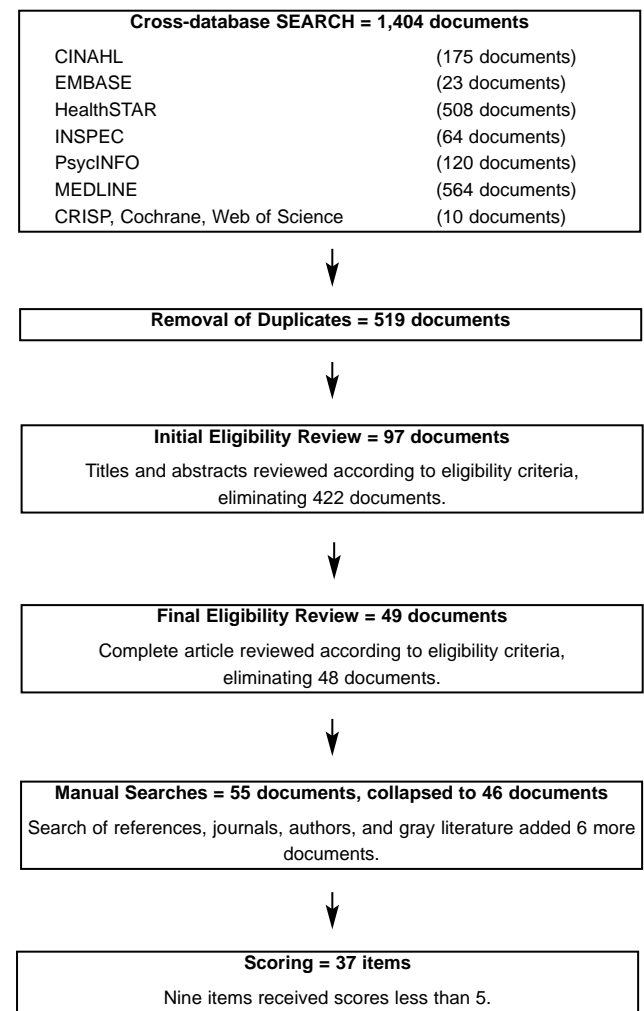 Cross-database SEARCH = 1,404 documents
CINAHL (175 documents)
EMBASE (23 documents)
HealthSTAR (508 documents)
INSPEC (64 documents)
PsycINFO (120 documents)
MEDLINE (564 documents)
CRISP, Cochrane, Web of Science (10 documents)
Removal of Duplicates = 519 documents
Initial Eligibility Review = 97 documents
Titles and abstracts reviewed according to eligibility criteria,
eliminating 422 documents.
Final Eligibility Review = 49 documents
Complete article reviewed according to eligibility criteria,
eliminating 48 documents.
Manual Searches = 55 documents, collapsed to 46 documents
Search of references, journals, authors, and gray literature added 6 more
documents.
Scoring = 37 items
Nine items received scores less than 5.